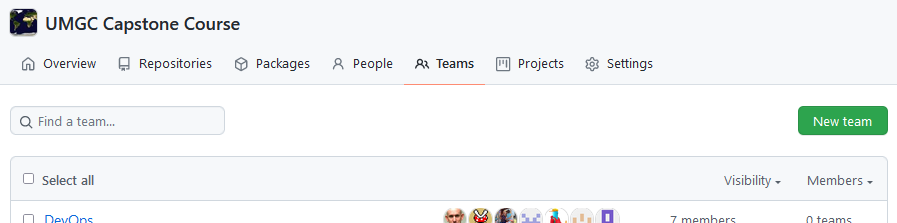 UMGC Capstone Course
Overview Repositories Packages People Teams Projects Settings
Find a team... New team
Select all Visibility Members
DevOps 7 members 0 teams